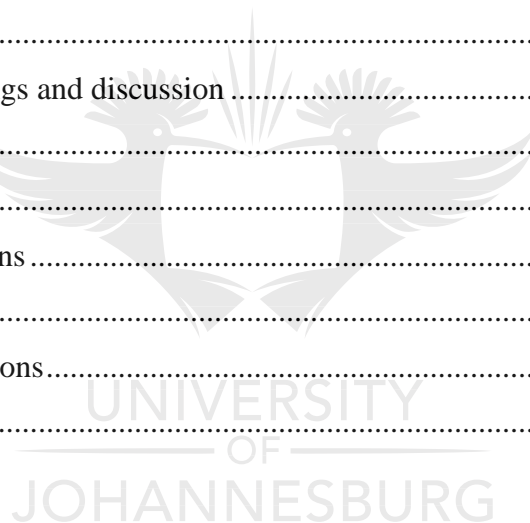 ................................................................
gs and discussion ....................................
................................................................
................................................................
ns ............................................................
................................................................
ons ..........................................................
UNIVERSITY
................................................................
OF
JOHANNESBURG